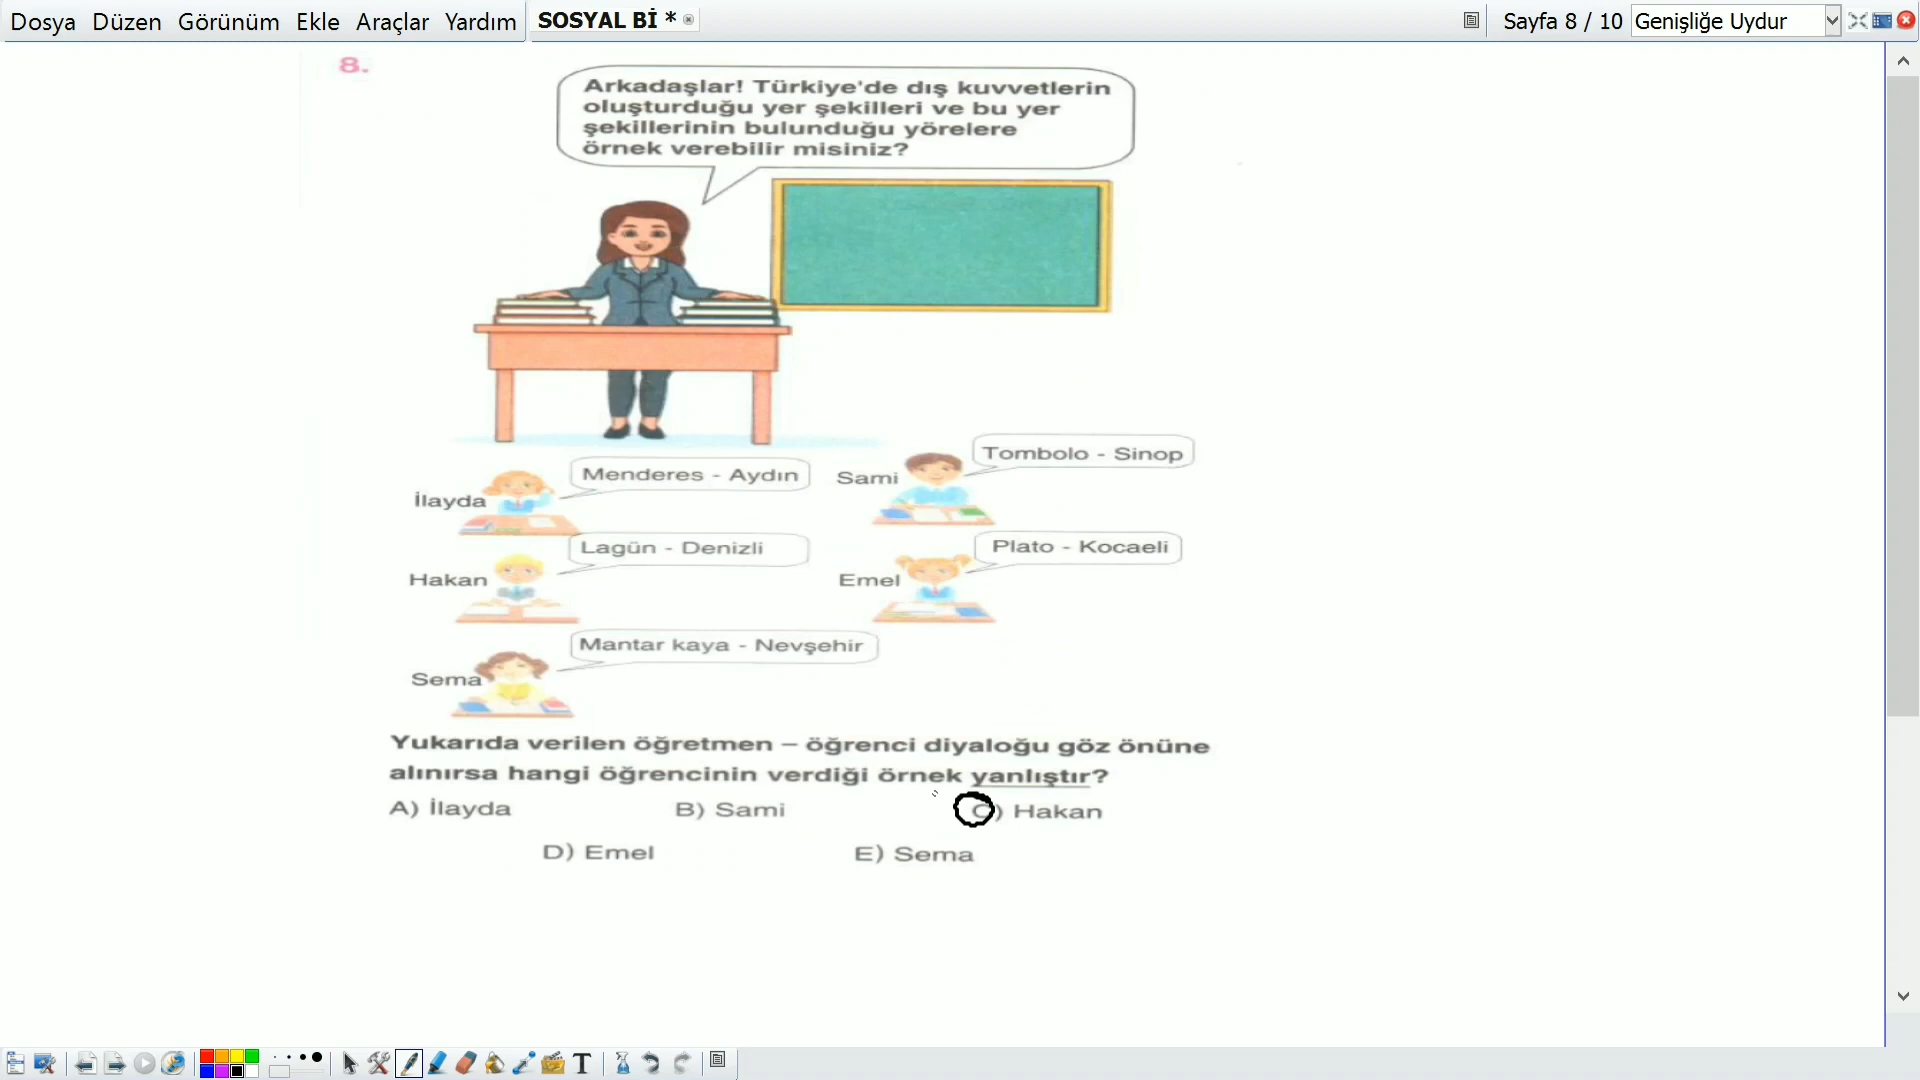 Dosya Düzen Görünüm Ekle Araçlar Yardım SOSYAL Bİ * Sayfa 8 / 10 Genişliğe Uydur
8.
Arkadaşlar! Türkiye'de dış kuvvetlerin
oluşturduğu yer şekilleri ve bu yer
şekillerinin bulunduğu yörelere
örnek verebilir misiniz?
İlayda
Menderes - Aydın
Sami
Tombolo - Sinop
Hakan
Lagün - Denizli
Emel
Plato - Kocaeli
Sema
Mantar kaya - Nevşehir
Yukarıda verilen öğretmen – öğrenci diyaloğu göz önüne
alınırsa hangi öğrencinin verdiği örnek yanlıştır?
A) İlayda B) Sami C) Hakan
D) Emel E) Sema
T